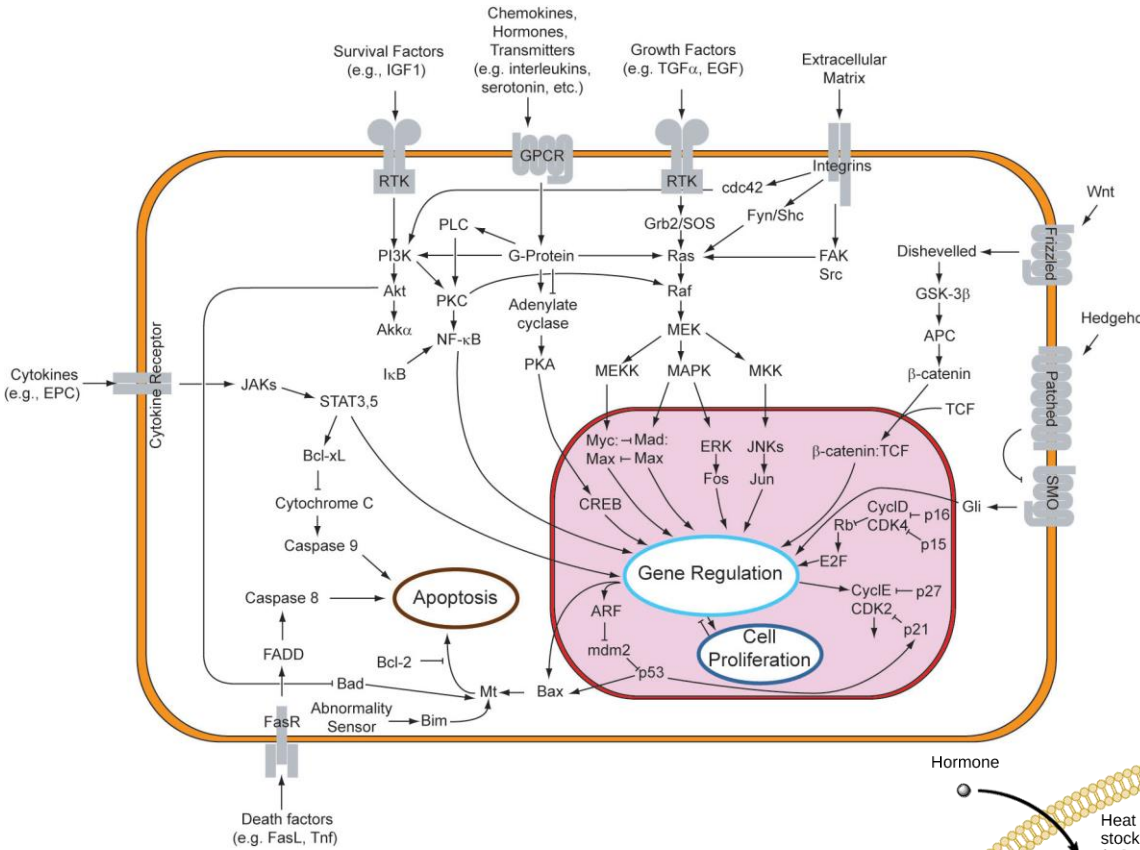 Chemokines,
Hormones,
Transmitters
(e.g. interleukins,
serotonin, etc.)
Survival Factors
(e.g., IGF1)
Growth Factors
(e.g. TGFα, EGF)
Extracellular
Matrix
GPCR
RTK
RTK
Integrins
cdc42
Wnt
Fyn/Shc
Grb2/SOS
PLC
Frizzled
Dishevelled
PI3K
G-Protein
Ras
FAK
Src
Akt
PKC
Adenylate
cyclase
Raf
GSK-3β
Hedgeho
Akkα
NF-κB
MEK
APC
Cytokine Receptor
IκB
PKA
MEKK
MAPK
MKK
β-catenin
Patched
Cytokines
(e.g., EPC)
JAKs
STAT3,5
TCF
Myc:
Mad:
Max
Max
ERK
JNKs
β-catenin:TCF
Bcl-xL
Fos
Jun
SMO
Cytochrome C
CREB
Gli
CyclD
p16
Rb
CDK4
p15
Caspase 9
E2F
Gene Regulation
Caspase 8
Apoptosis
ARF
CyclE
p27
CDK2
p21
FADD
mdm2
Cell
Proliferation
Bcl-2
p53
Bad
Mt
Bax
Abnormality
Sensor
Bim
FasR
Hormone
Death factors
(e.g. FasL, Tnf)
Heat
stock